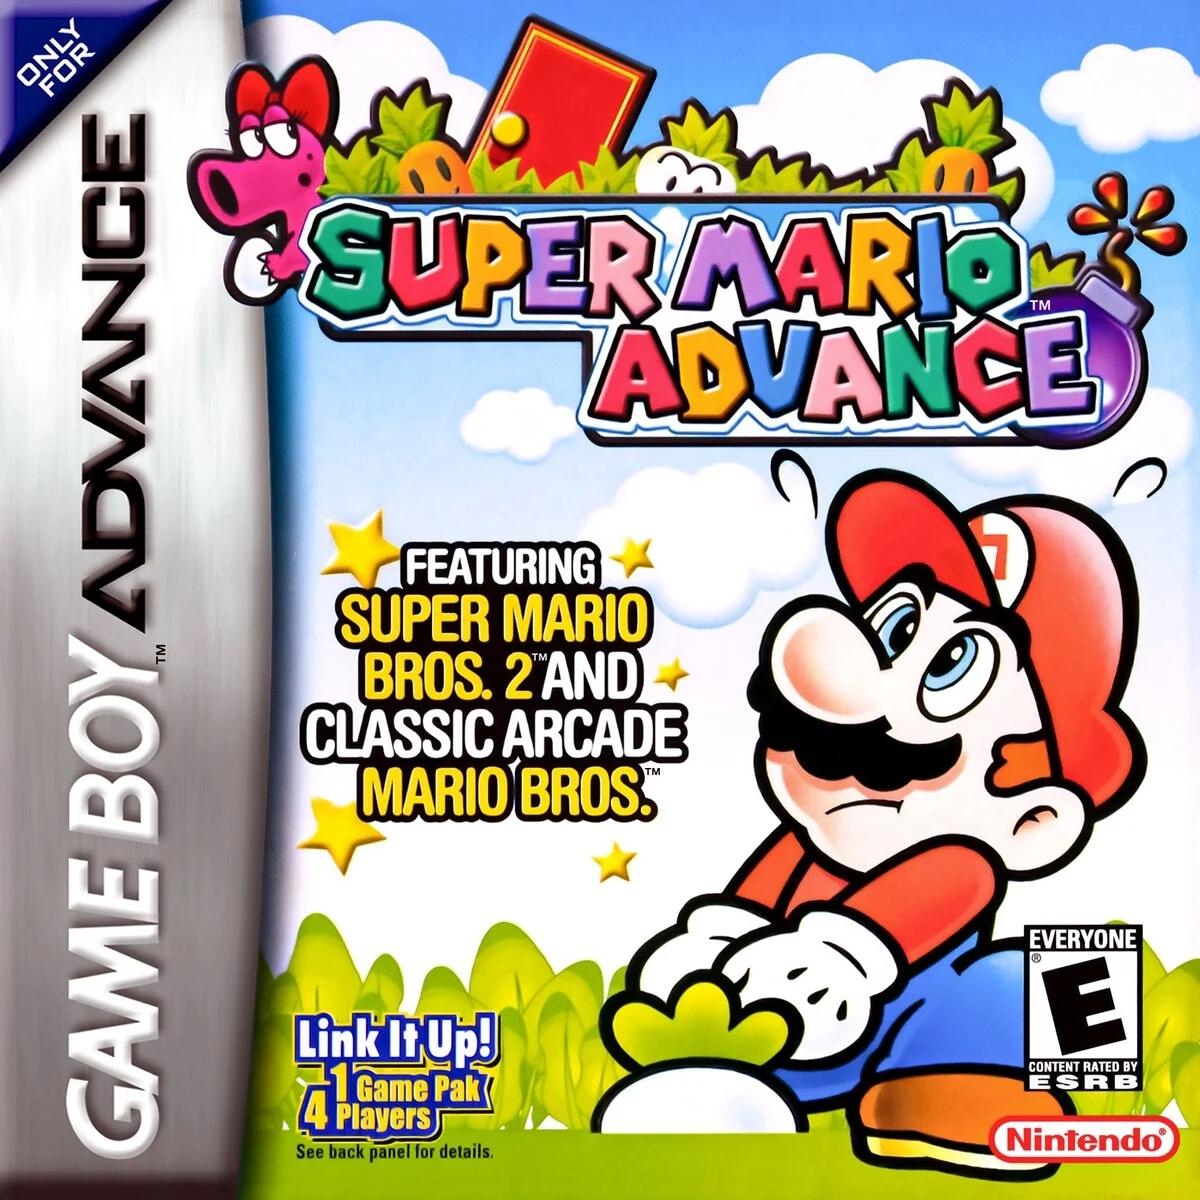 ONLY
FOR
GAME BOY ADVANCE™
SUPER MARIO
ADVANCE™
FEATURING
SUPER MARIO
BROS. 2™ AND
CLASSIC ARCADE
MARIO BROS.™
Link It Up!
1 Game Pak
4 Players
See back panel for details.
EVERYONE
E
®
CONTENT RATED BY
ESRB
Nintendo®